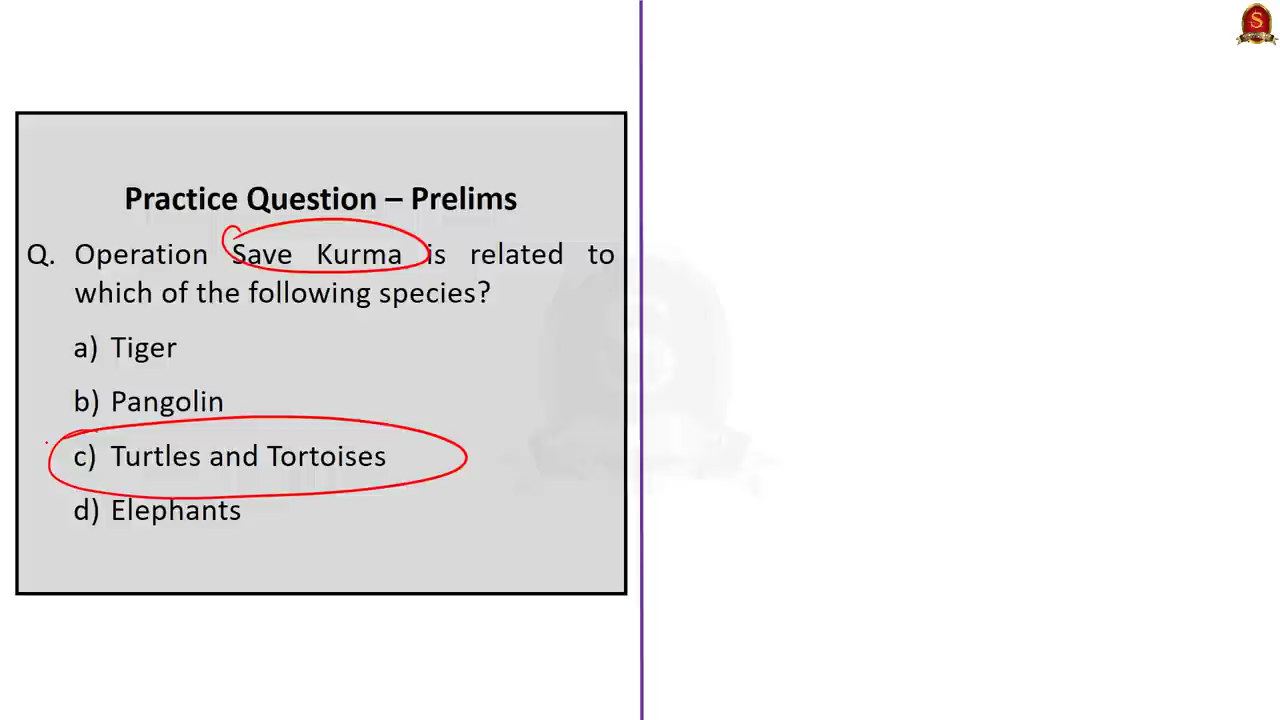 S
Practice Question – Prelims
Q. Operation Save Kurma is related to
which of the following species?
a) Tiger
b) Pangolin
c) Turtles and Tortoises
d) Elephants